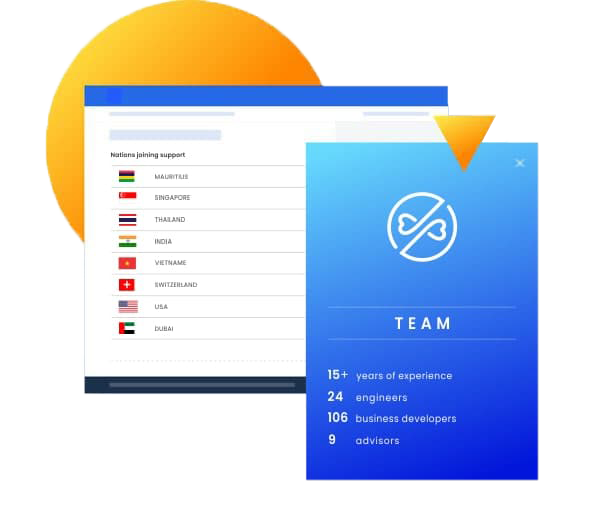 Nations joining support
MAURITIUS
SINGAPORE
THAILAND
INDIA
VIETNAME
SWITZERLAND
USA
DUBAI
TEAM
15+ years of experience
24 engineers
106 business developers
9 advisors